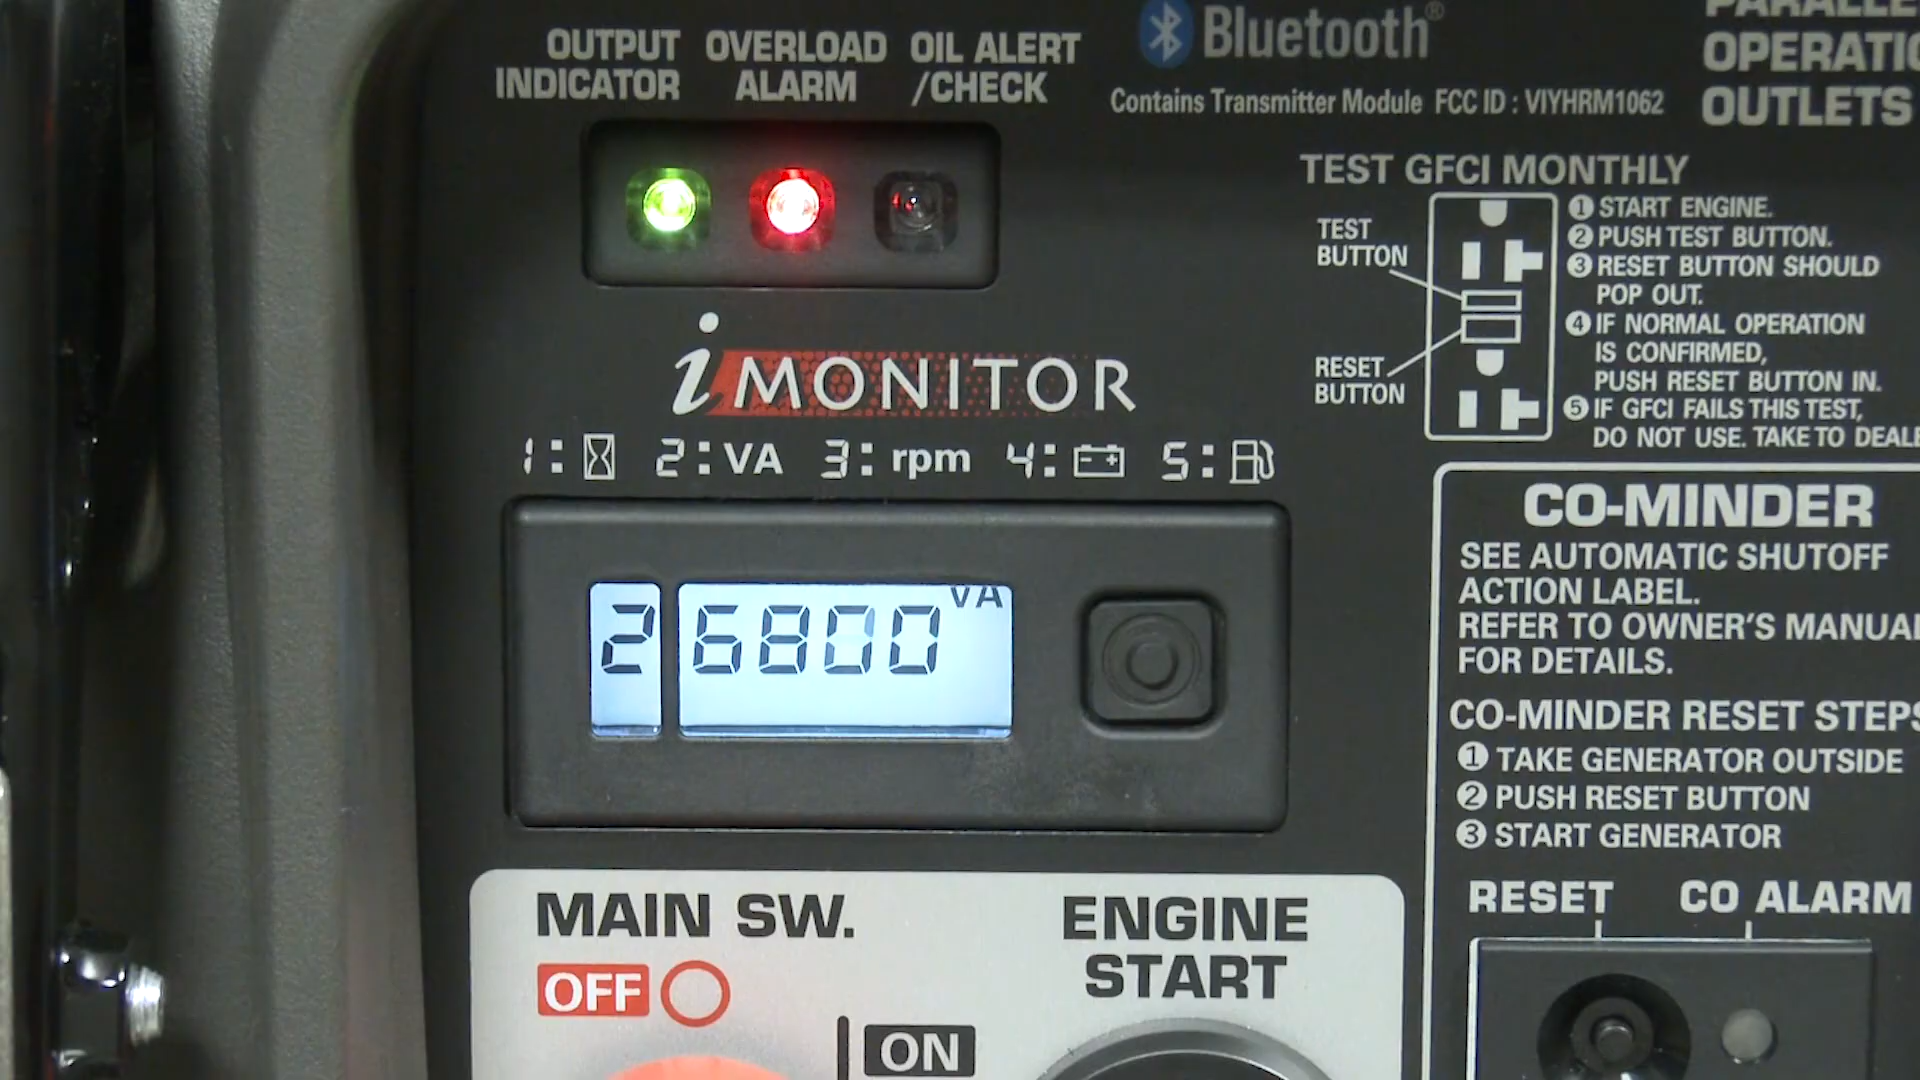 OUTPUT INDICATOR
OVERLOAD ALARM
OIL ALERT /CHECK
Bluetooth®
Contains Transmitter Module FCC ID : VIYHRM1062
OPERATIO
OUTLETS
TEST GFCI MONTHLY
TEST BUTTON
RESET BUTTON
① START ENGINE.
② PUSH TEST BUTTON.
③ RESET BUTTON SHOULD
POP OUT.
④ IF NORMAL OPERATION
IS CONFIRMED,
PUSH RESET BUTTON IN.
⑤ IF GFCI FAILS THIS TEST,
DO NOT USE. TAKE TO DEALE
iMONITOR
1: 2:VA 3:rpm 4: 5:
2 6800 VA
CO-MINDER
SEE AUTOMATIC SHUTOFF
ACTION LABEL.
REFER TO OWNER'S MANUAL
FOR DETAILS.
CO-MINDER RESET STEPS
① TAKE GENERATOR OUTSIDE
② PUSH RESET BUTTON
③ START GENERATOR
RESET CO ALARM
MAIN SW.
OFF
ON
ENGINE
START